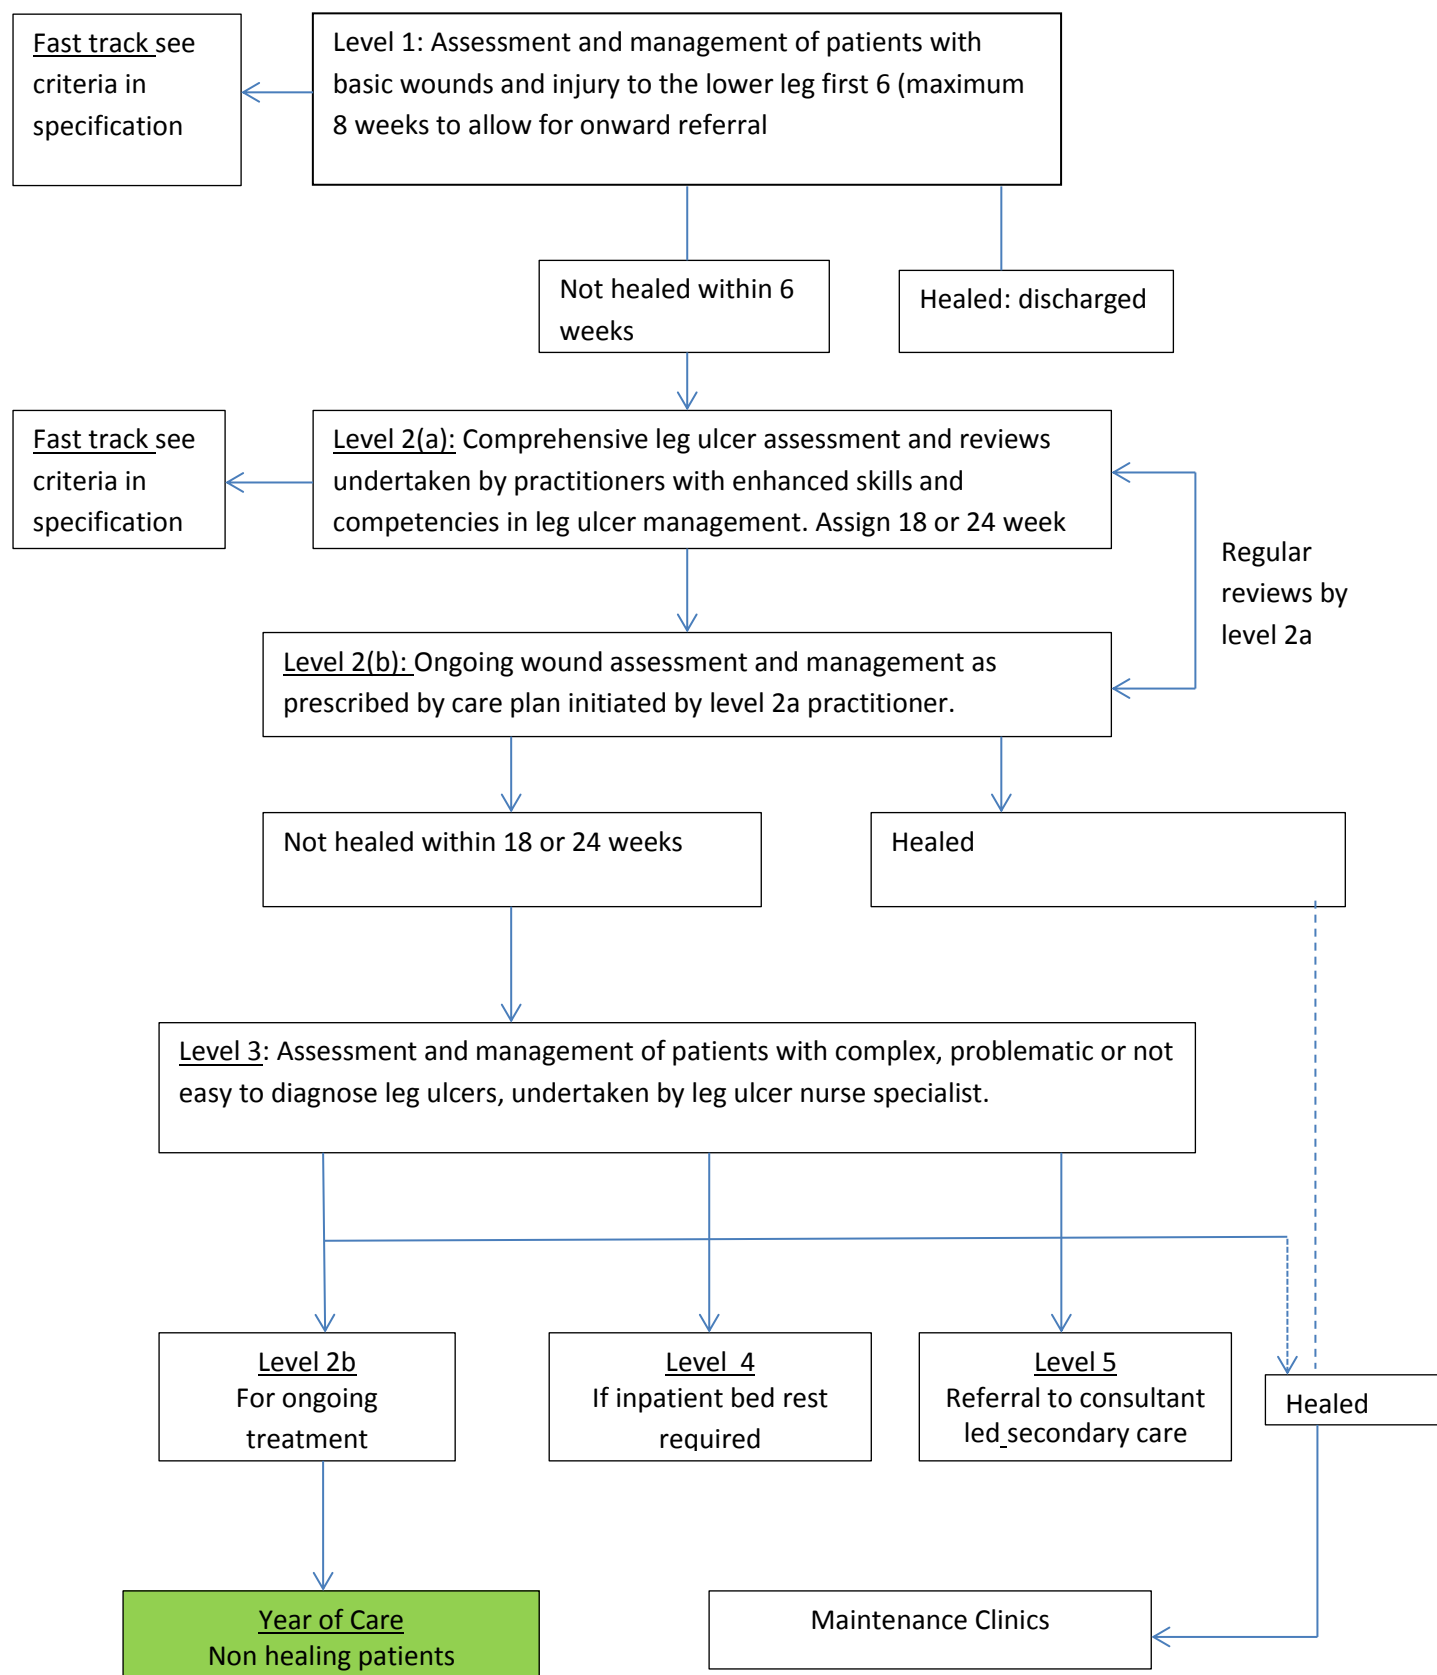 Fast track see
criteria in
specification
Level 1: Assessment and management of patients with
basic wounds and injury to the lower leg first 6 (maximum
8 weeks to allow for onward referral
Not healed within 6
weeks
Healed: discharged
Fast track see
criteria in
specification
Level 2(a): Comprehensive leg ulcer assessment and reviews
undertaken by practitioners with enhanced skills and
competencies in leg ulcer management. Assign 18 or 24 week
Regular
reviews by
level 2a
Level 2(b): Ongoing wound assessment and management as
prescribed by care plan initiated by level 2a practitioner.
Not healed within 18 or 24 weeks
Healed
Level 3: Assessment and management of patients with complex, problematic or not
easy to diagnose leg ulcers, undertaken by leg ulcer nurse specialist.
Level 2b
For ongoing
treatment
Level 4
If inpatient bed rest
required
Level 5
Referral to consultant
led secondary care
Healed
Year of Care
Non healing patients
Maintenance Clinics